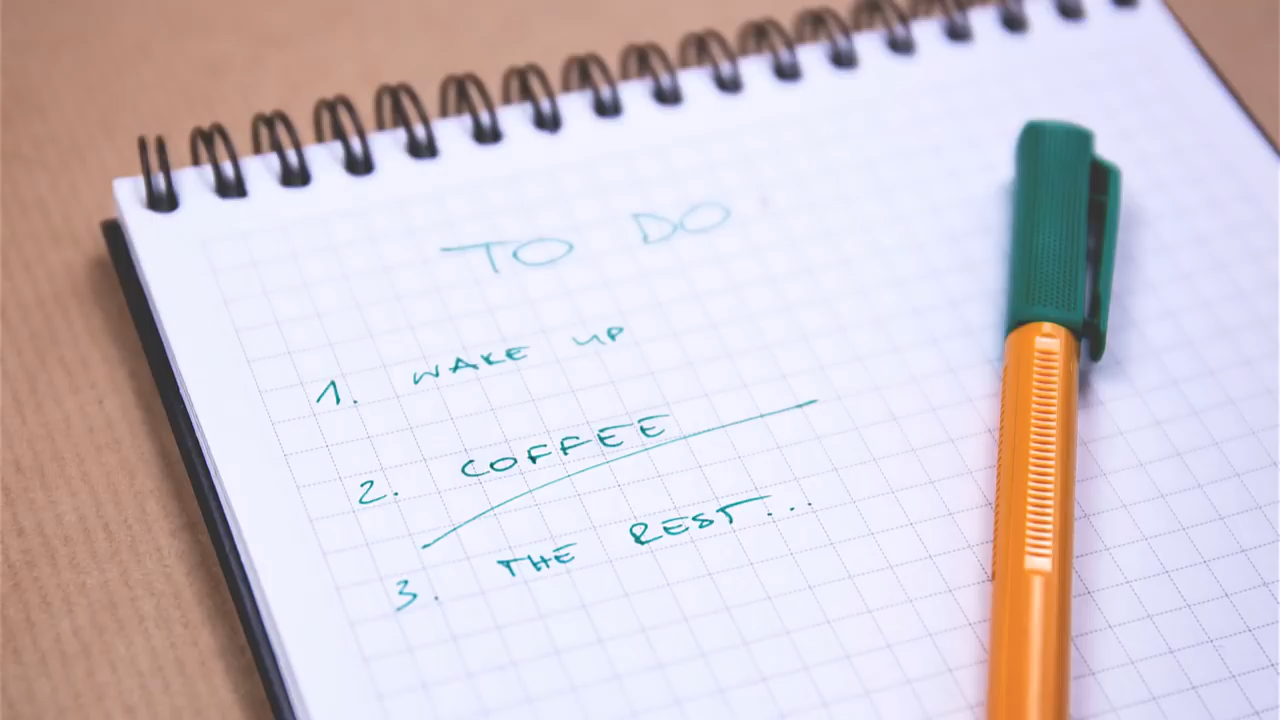 TO DO
1. WAKE UP
2. COFFEE
3. THE REST...